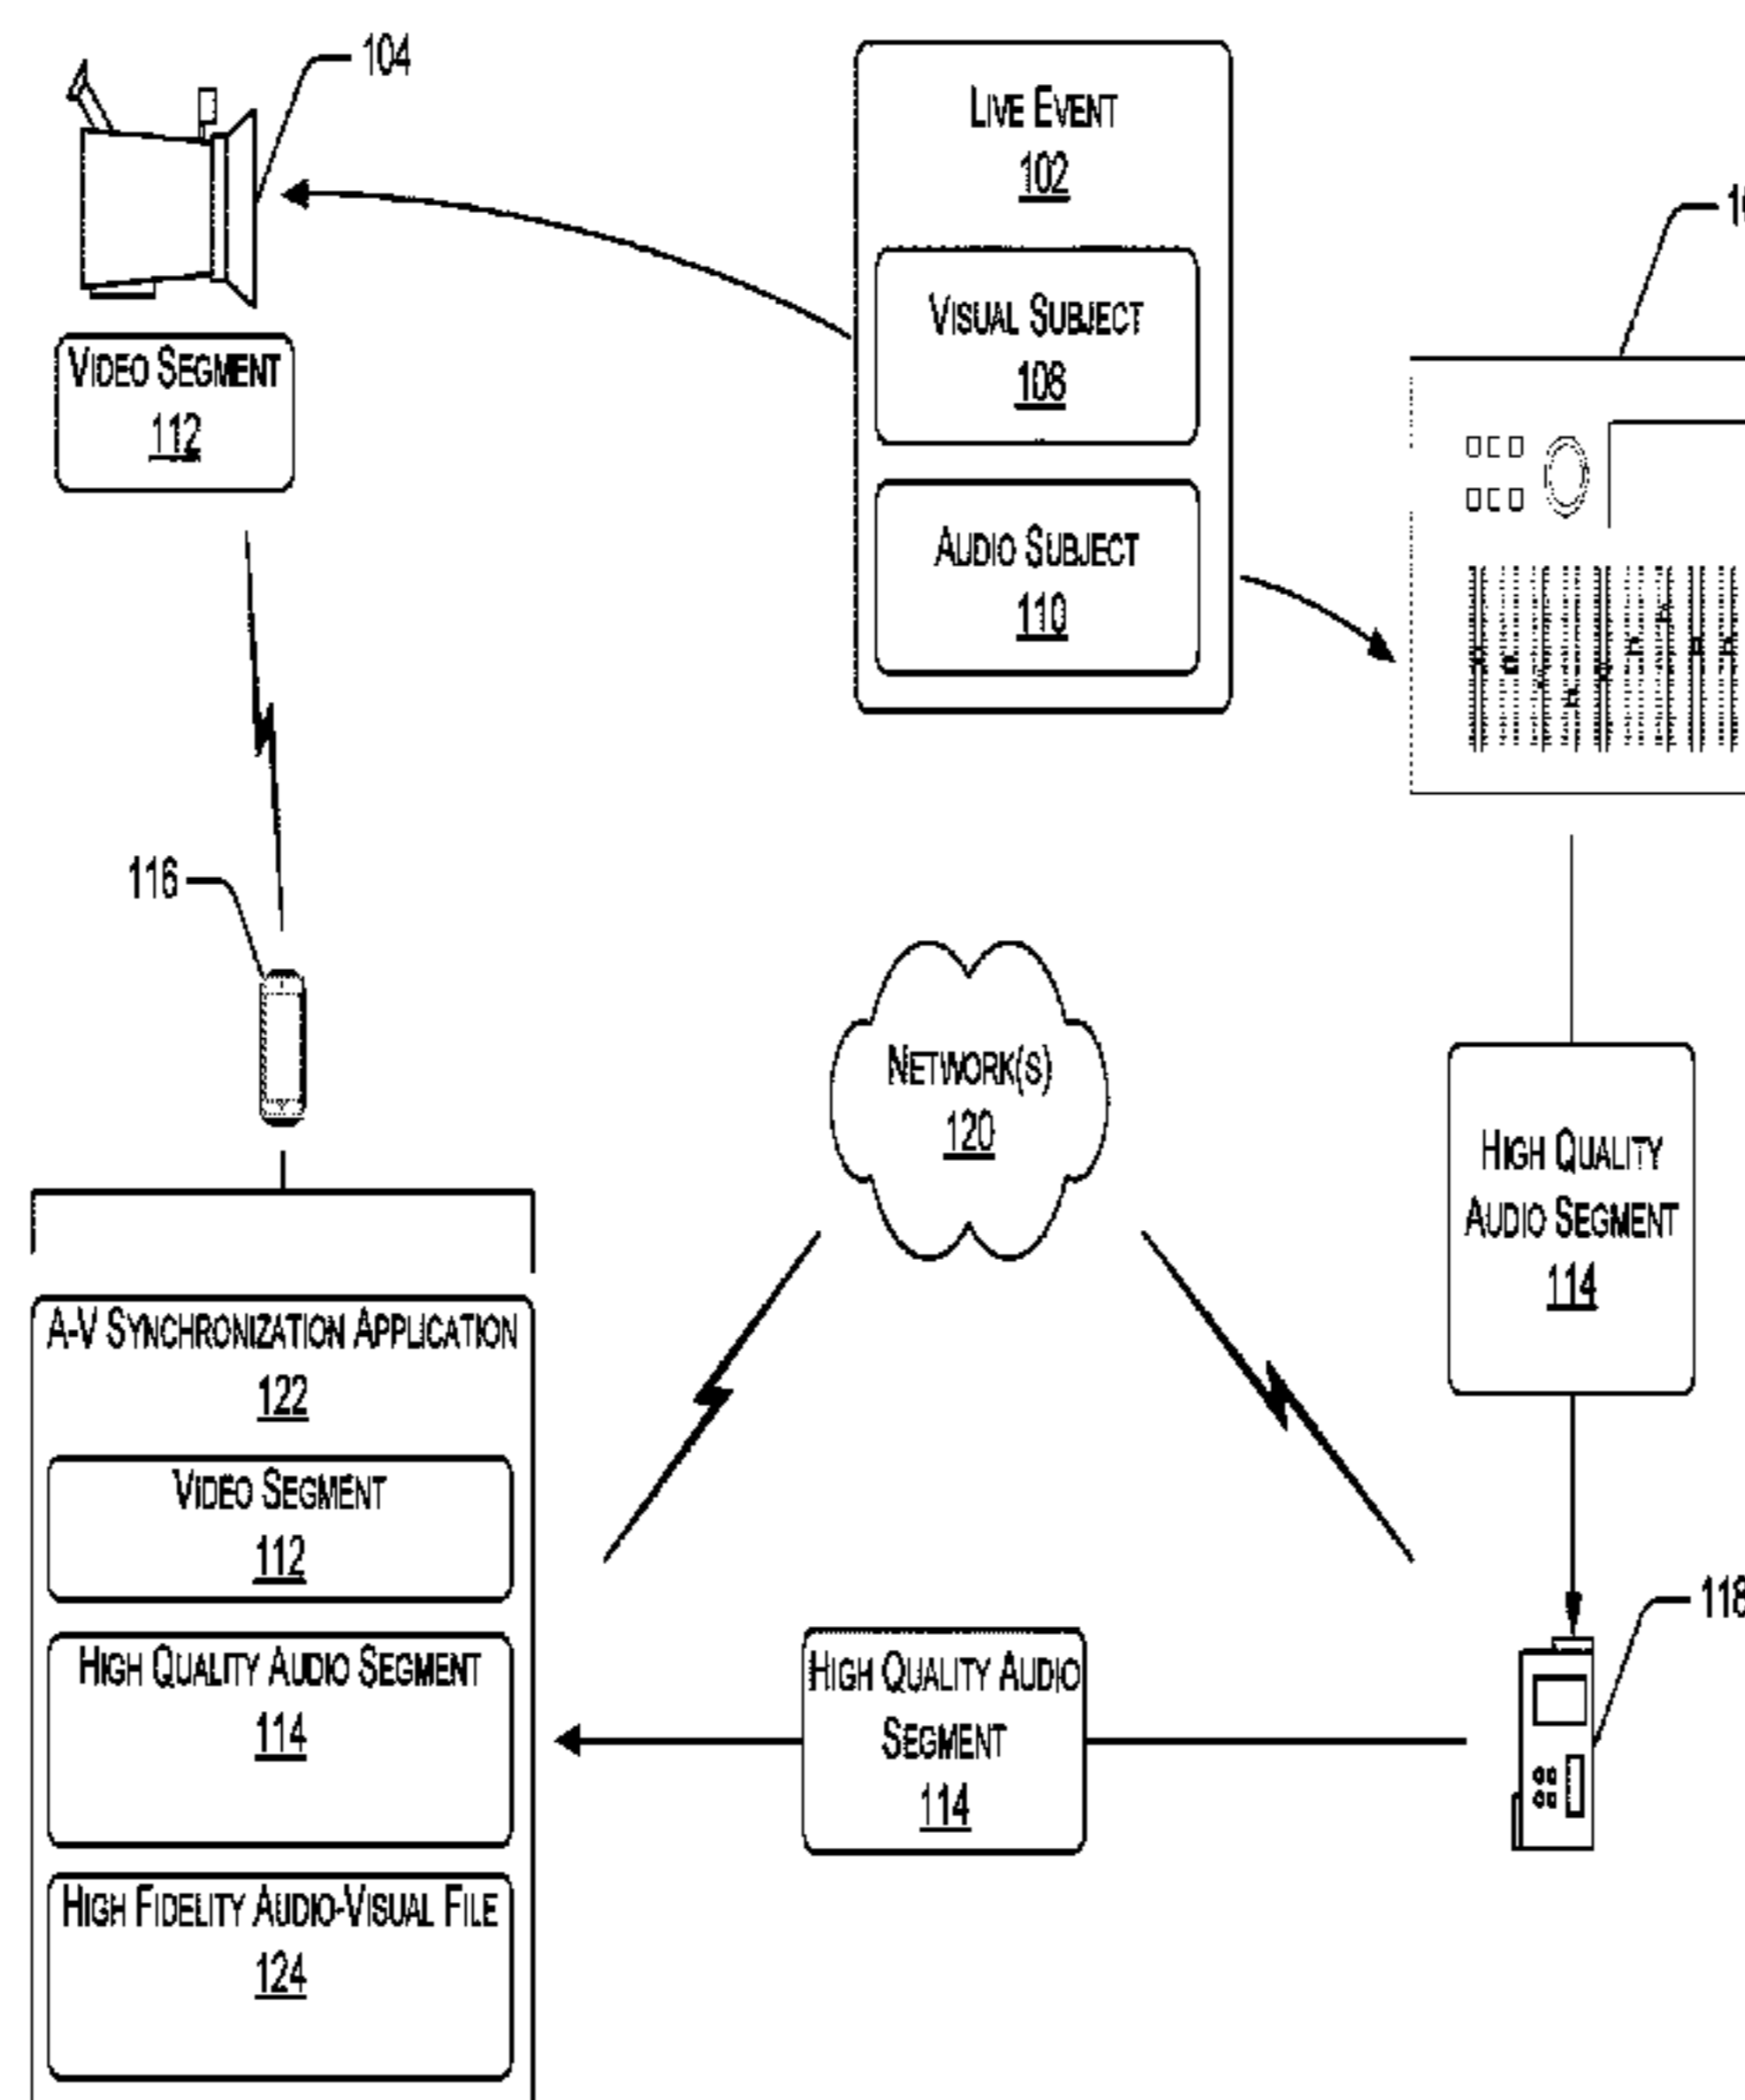 104
LIVE EVENT
102
VISUAL SUBJECT
108
AUDIO SUBJECT
110
VIDEO SEGMENT
112
116
NETWORK(S)
120
HIGH QUALITY
AUDIO SEGMENT
114
A-V SYNCHRONIZATION APPLICATION
122
VIDEO SEGMENT
112
HIGH QUALITY AUDIO SEGMENT
114
HIGH FIDELITY AUDIO-VISUAL FILE
124
HIGH QUALITY AUDIO
SEGMENT
114
118